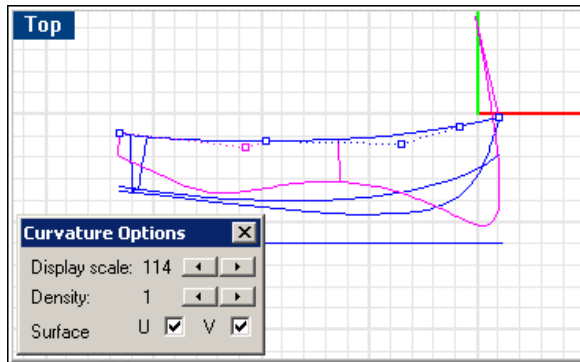 Top
Curvature Options
Display scale: 114
Density: 1
Surface U V